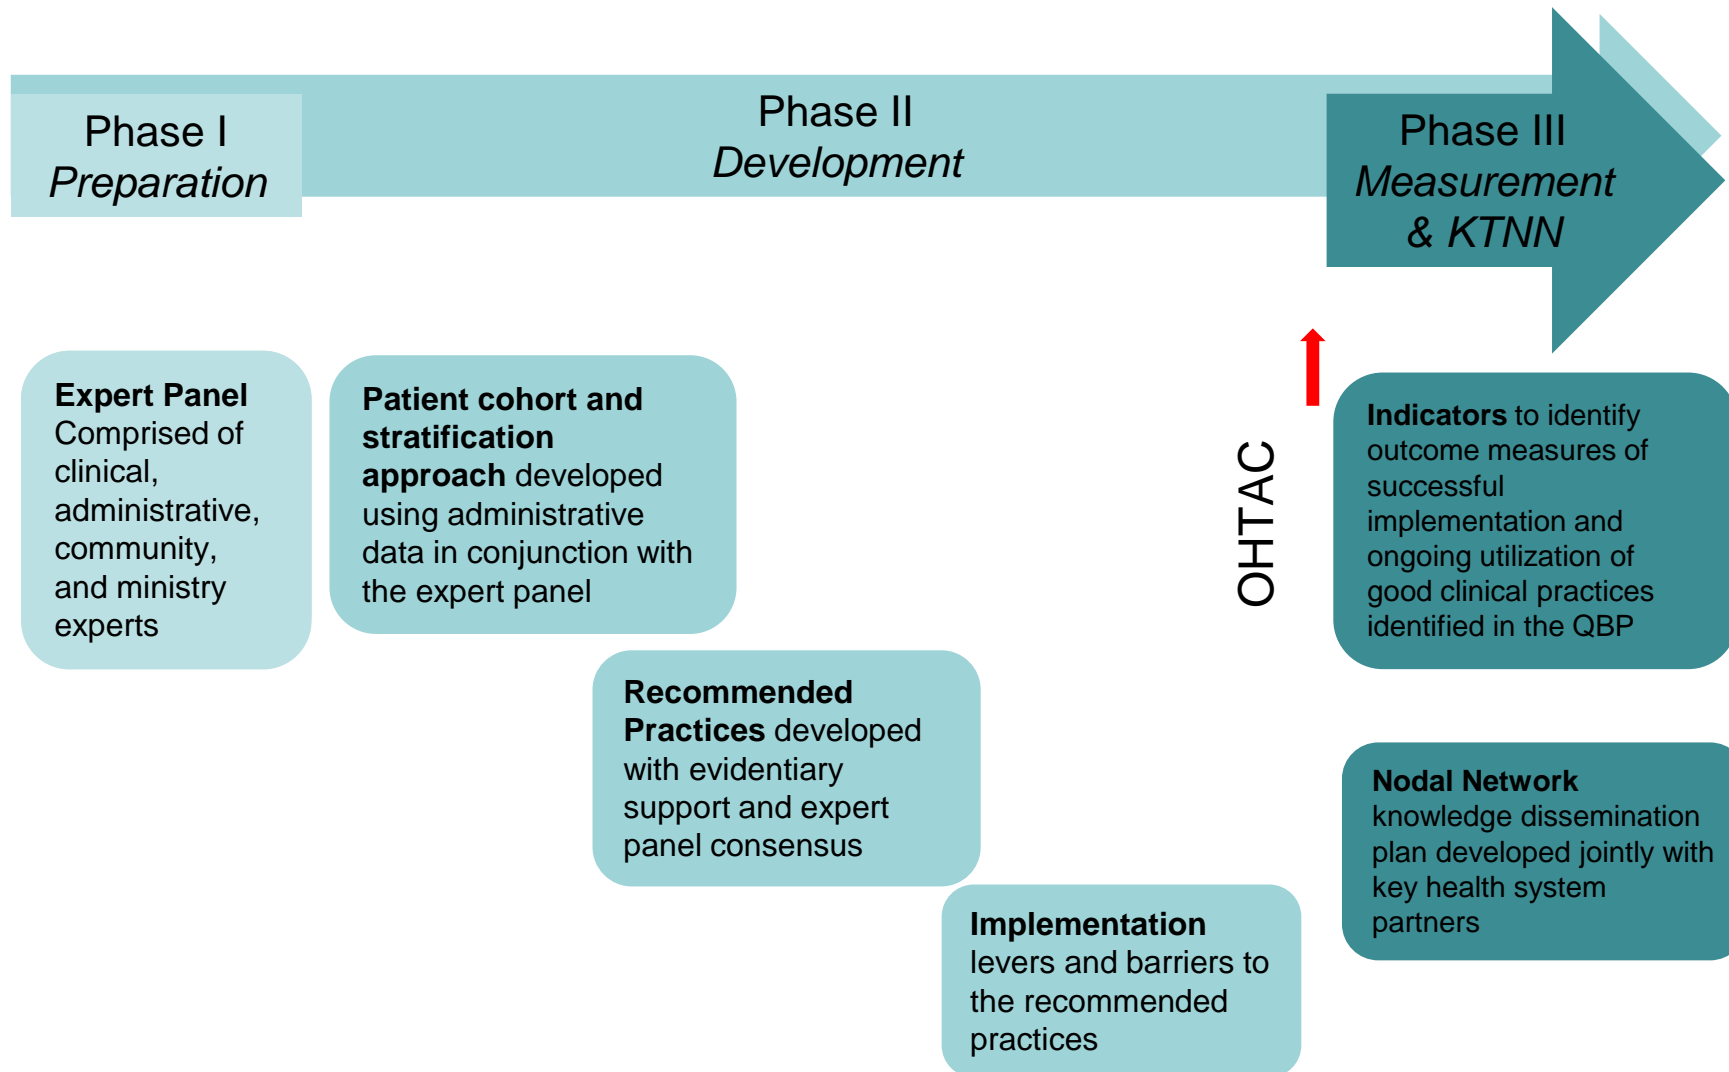 Phase I
Preparation
Phase II
Development
Phase III
Measurement
& KTNN
Expert Panel
Comprised of
clinical,
administrative,
community,
and ministry
experts
Patient cohort and
stratification
approach developed
using administrative
data in conjunction with
the expert panel
Recommended
Practices developed
with evidentiary
support and expert
panel consensus
Implementation
levers and barriers to
the recommended
practices
OHTAC
Indicators to identify
outcome measures of
successful
implementation and
ongoing utilization of
good clinical practices
identified in the QBP
Nodal Network
knowledge dissemination
plan developed jointly with
key health system
partners